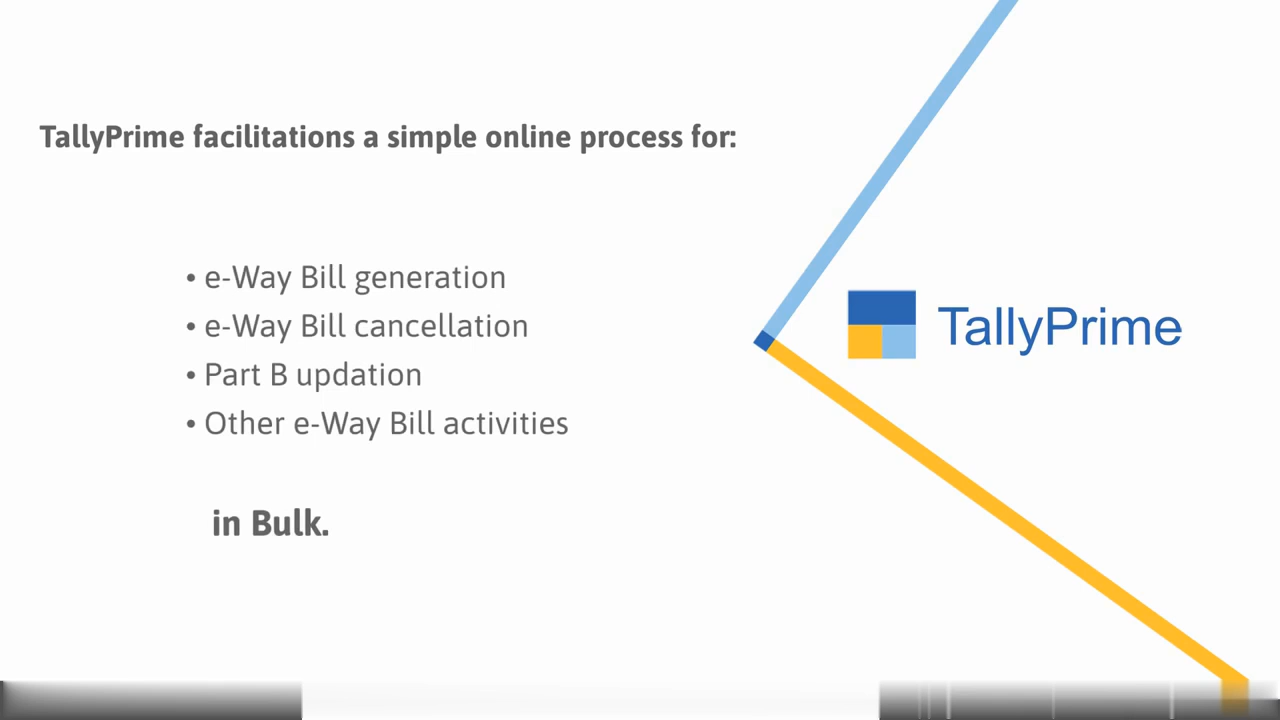 TallyPrime facilitations a simple online process for:
• e-Way Bill generation
• e-Way Bill cancellation
• Part B updation
• Other e-Way Bill activities
in Bulk.
TallyPrime